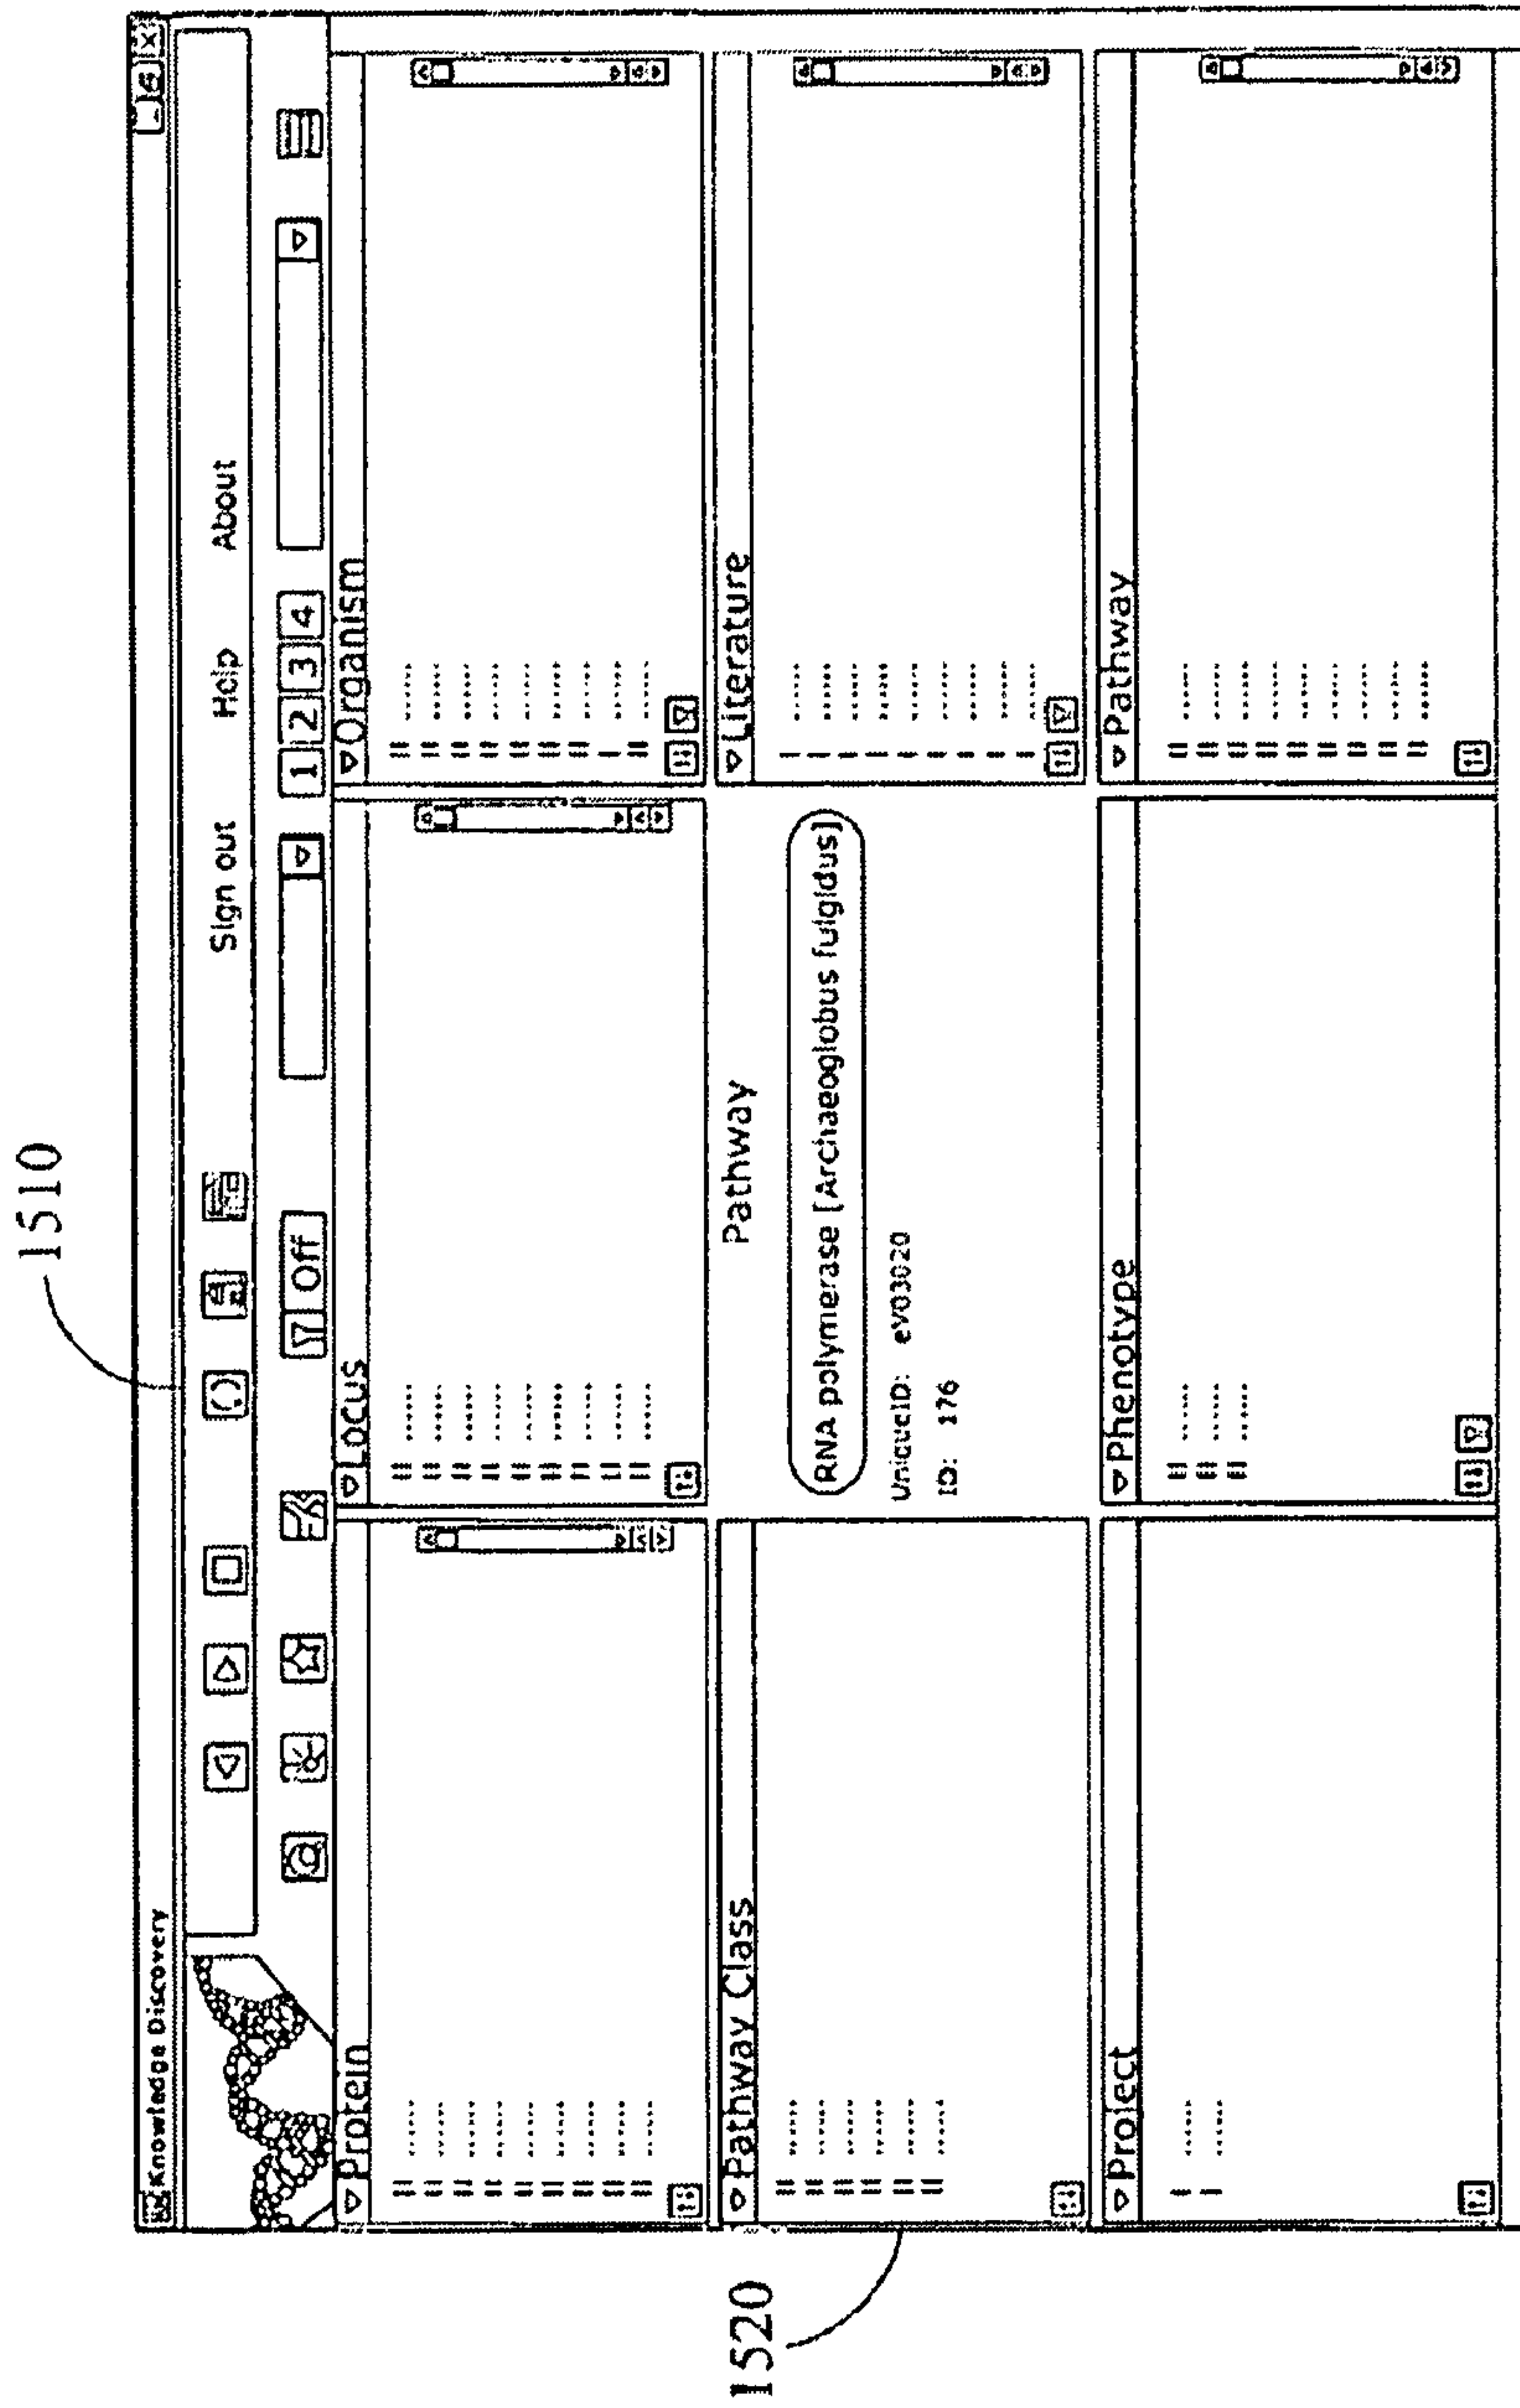 1510
Knowledge Discovery
Sign out Help About
Off 1 2 3 4
Protein Locus Organism
Pathway Class Pathway Literature
RNA polymerase [Archaeoglobus fulgidus]
UniqueID: eV03020
ID: 176
Project Phenotype Pathway
1520